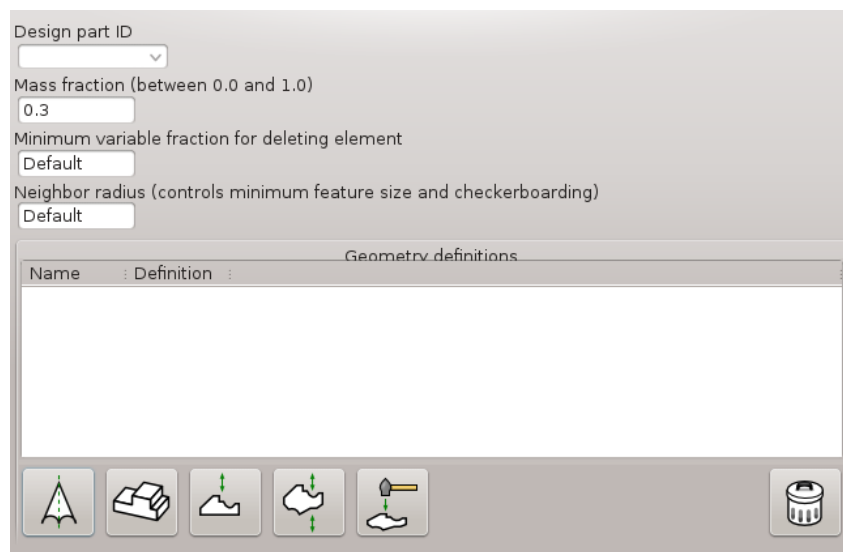 Design part ID
Mass fraction (between 0.0 and 1.0)
0.3
Minimum variable fraction for deleting element
Default
Neighbor radius (controls minimum feature size and checkerboarding)
Default
Geometry definitions
Name Definition